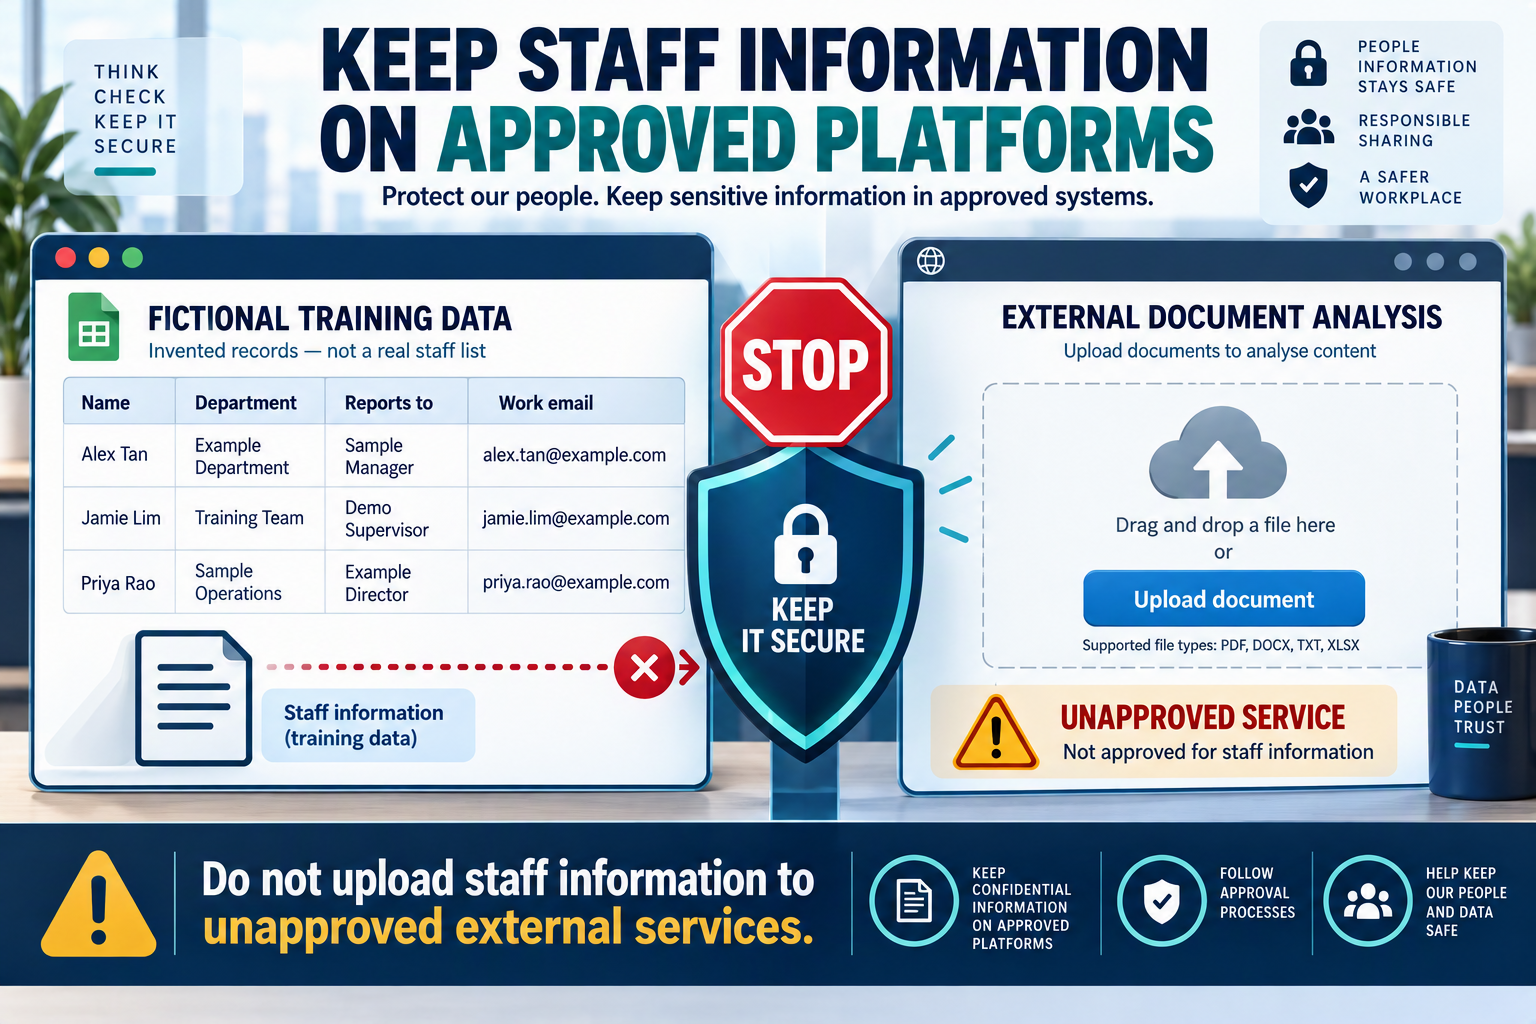 THINK
CHECK
KEEP IT
SECURE
KEEP STAFF INFORMATION
ON APPROVED PLATFORMS
Protect our people. Keep sensitive information in approved systems.
PEOPLE
INFORMATION
STAYS SAFE
RESPONSIBLE
SHARING
A SAFER
WORKPLACE
FICTIONAL TRAINING DATA
Invented records — not a real staff list
Name Department Reports to Work email
Alex Tan Example Department Sample Manager alex.tan@example.com
Jamie Lim Training Team Demo Supervisor jamie.lim@example.com
Priya Rao Sample Operations Example Director priya.rao@example.com
Staff information
(training data)
STOP
KEEP
IT SECURE
EXTERNAL DOCUMENT ANALYSIS
Upload documents to analyse content
Drag and drop a file here
or
Upload document
Supported file types: PDF, DOCX, TXT, XLSX
UNAPPROVED SERVICE
Not approved for staff information
DATA
PEOPLE
TRUST
Do not upload staff information to
unapproved external services.
KEEP
CONFIDENTIAL
INFORMATION
ON APPROVED
PLATFORMS
FOLLOW
APPROVAL
PROCESSES
HELP KEEP
OUR PEOPLE
AND DATA
SAFE